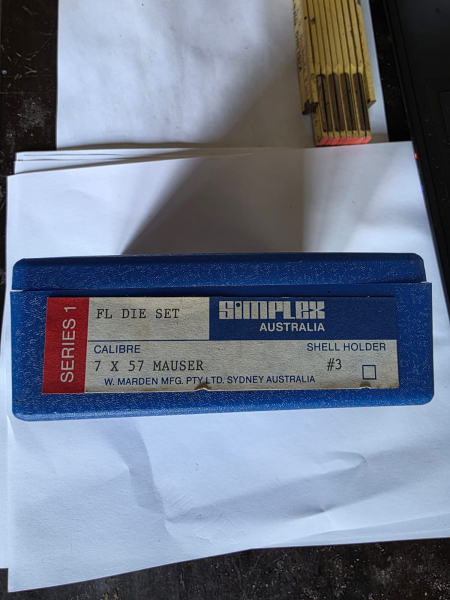 SERIES 1
FL DIE SET
SIMPLEX
AUSTRALIA
CALIBRE
SHELL HOLDER
7 X 57 MAUSER
#3
W. MARDEN MFG. PTY. LTD. SYDNEY AUSTRALIA